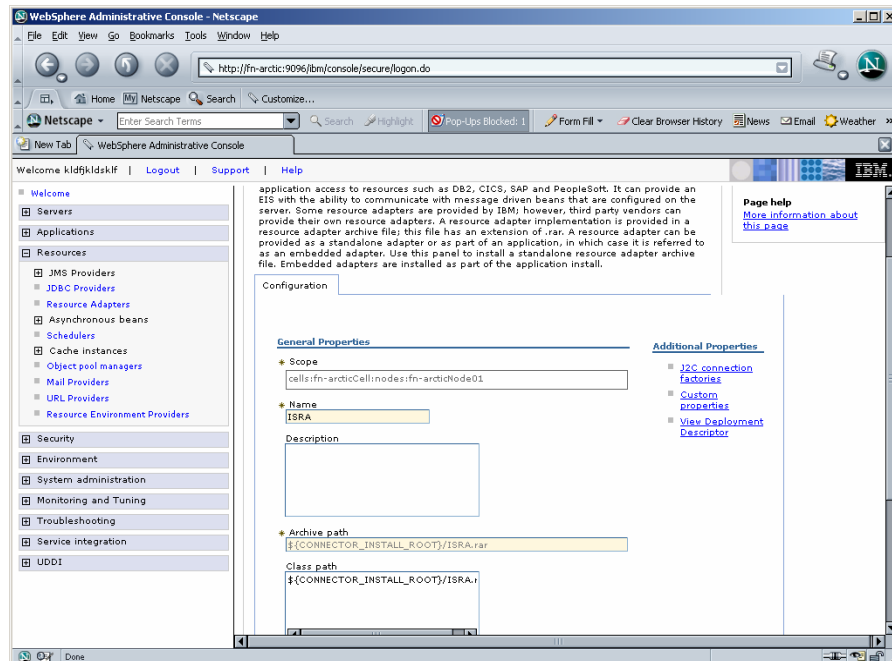 WebSphere Administrative Console - Netscape
File Edit View Go Bookmarks Tools Window Help
http://fn-arctic:9096/ibm/console/secure/logon.do
Home My Netscape Search Customize...
Netscape Enter Search Terms Search Highlight Pop-Ups Blocked: 1 Form Fill Clear Browser History News Email Weather
New Tab WebSphere Administrative Console
Welcome kldfjkldsklf | Logout | Support | Help IBM.
Welcome
Servers
Applications
Resources
JMS Providers
JDBC Providers
Resource Adapters
Asynchronous beans
Schedulers
Cache instances
Object pool managers
Mail Providers
URL Providers
Resource Environment Providers
Security
Environment
System administration
Monitoring and Tuning
Troubleshooting
Service integration
UDDI
application access to resources such as DB2, CICS, SAP and PeopleSoft. It can provide an
EIS with the ability to communicate with message driven beans that are configured on the
server. Some resource adapters are provided by IBM; however, third party vendors can
provide their own resource adapters. A resource adapter implementation is provided in a
resource adapter archive file; this file has an extension of .rar. A resource adapter can be
provided as a standalone adapter or as part of an application, in which case it is referred to
as an embedded adapter. Use this panel to install a standalone resource adapter archive
file. Embedded adapters are installed as part of the application install.
Configuration
General Properties
* Scope
cells:fn-arcticCell:nodes:fn-arcticNode01
* Name
ISRA
Description
* Archive path
${CONNECTOR_INSTALL_ROOT}/ISRA.rar
Class path
${CONNECTOR_INSTALL_ROOT}/ISRA.r
Additional Properties
J2C connection
factories
Custom
properties
View Deployment
Descriptor
Page help
More information about
this page
Done